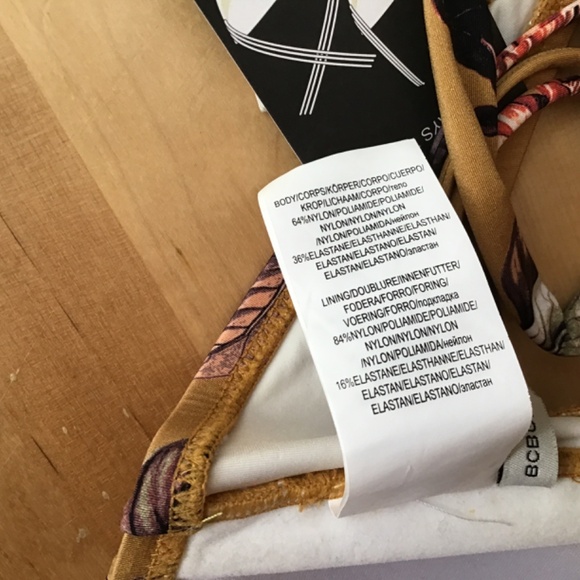 YS
BODY/CORPS/KÖRPER/CORPO/CUERPO/
KROP/LICHAAM/CORPO/тело
64%NYLON/POLIAMIDE/POLIAMIDE/
NYLON/NYLON/NYLON
/NYLON/POLIAMIDA/нейлон
36%ELASTANE/ELASTHANNE/ELASTHAN/
ELASTAN/ELASTANO/ELASTAN/
ELASTAN/ELASTANO/эластан
LINING/DOUBLURE/INNENFUTTER/
FODERA/FORRO/FORING/
VOERING/FORRO/подкладка
84%NYLON/POLIAMIDE/POLIAMIDE/
NYLON/NYLON/NYLON
/NYLON/POLIAMIDA/нейлон
16%ELASTANE/ELASTHANNE/ELASTHAN/
ELASTAN/ELASTANO/ELASTAN/
ELASTAN/ELASTANO/эластан
BCBG